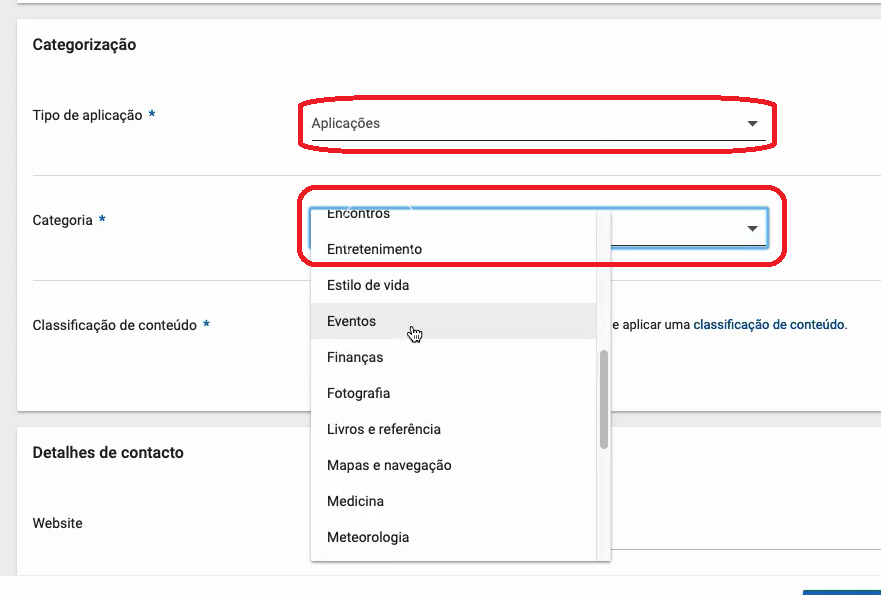 Categorização
Tipo de aplicação *
Aplicações
Categoria *
Encontros
Entretenimento
Estilo de vida
Classificação de conteúdo *
Eventos
e aplicar uma classificação de conteúdo.
Finanças
Fotografia
Livros e referência
Detalhes de contacto
Mapas e navegação
Medicina
Website
Meteorologia